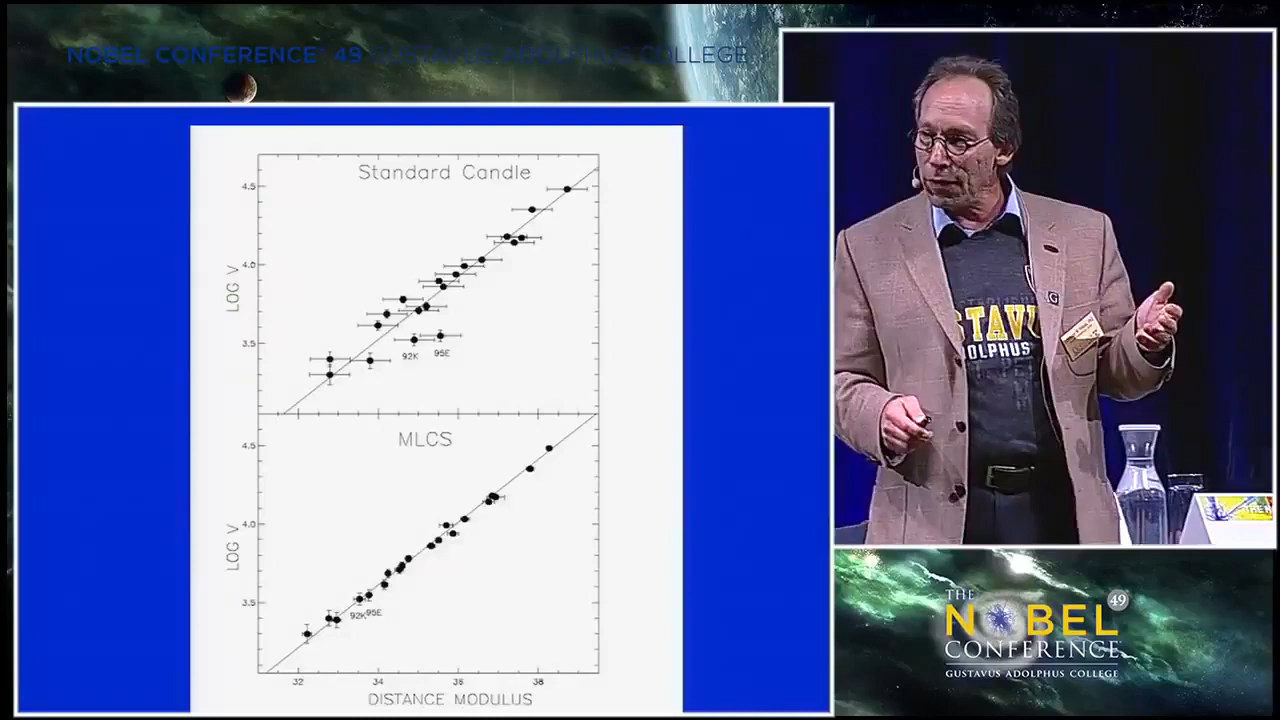 NOBEL CONFERENCE® 49 GUSTAVUS ADOLPHUS COLLEGE
Standard Candle
4.5
4.0
3.5
LOG V
92K
95E
MLCS
4.5
4.0
3.5
LOG V
92K
95E
32 34 36 38
DISTANCE MODULUS
STAVU
DOLPHUS
G
THE
NOBEL
49
CONFERENCE
GUSTAVUS ADOLPHUS COLLEGE